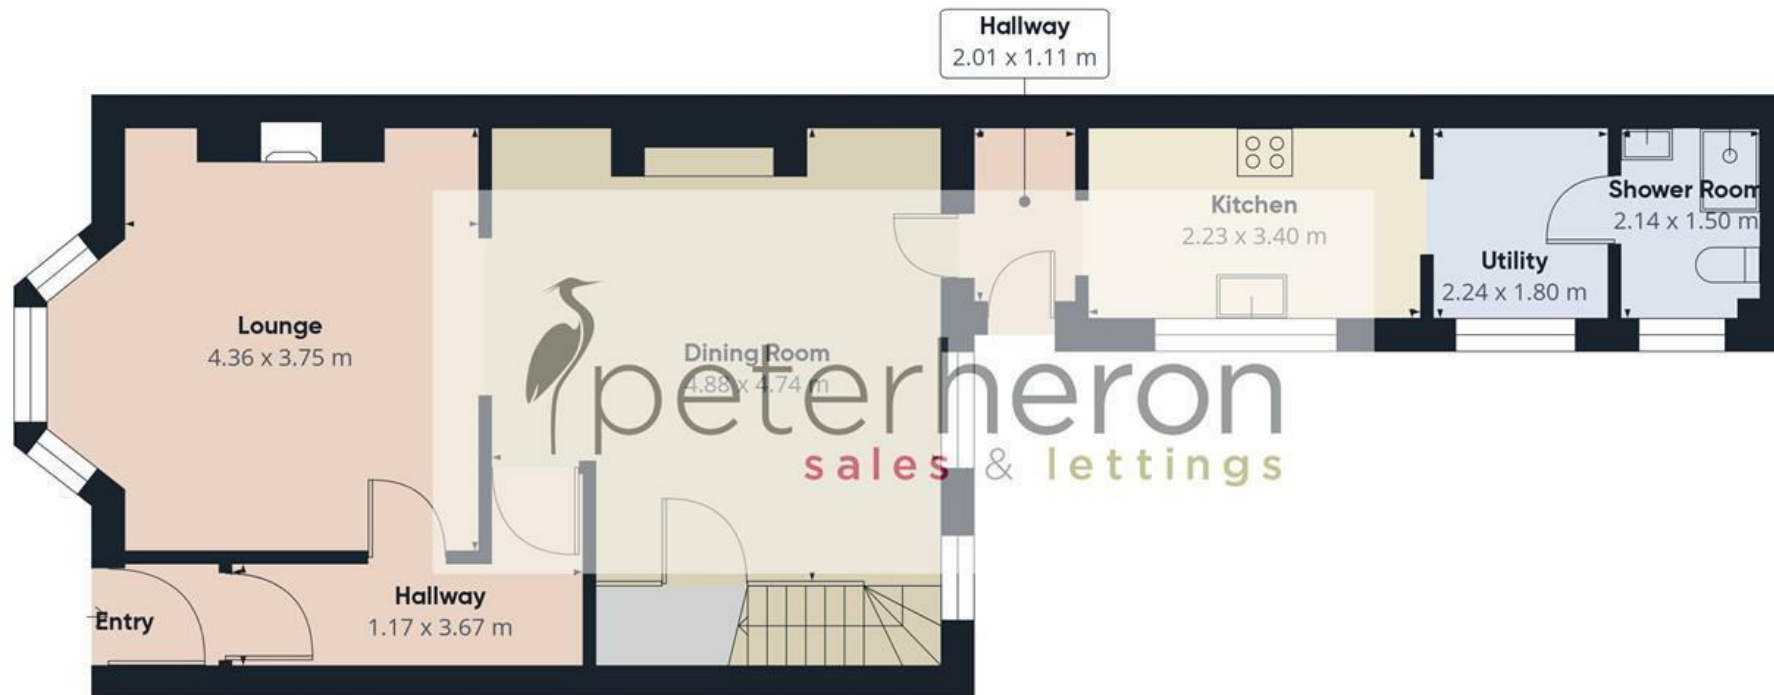 Hallway
2.01 x 1.11 m
Kitchen
2.23 x 3.40 m
Shower Room
2.14 x 1.50 m
Utility
2.24 x 1.80 m
Lounge
4.36 x 3.75 m
Dining Room
4.88 x 4.74 m
peterheron
sales & lettings
Hallway
1.17 x 3.67 m
Entry